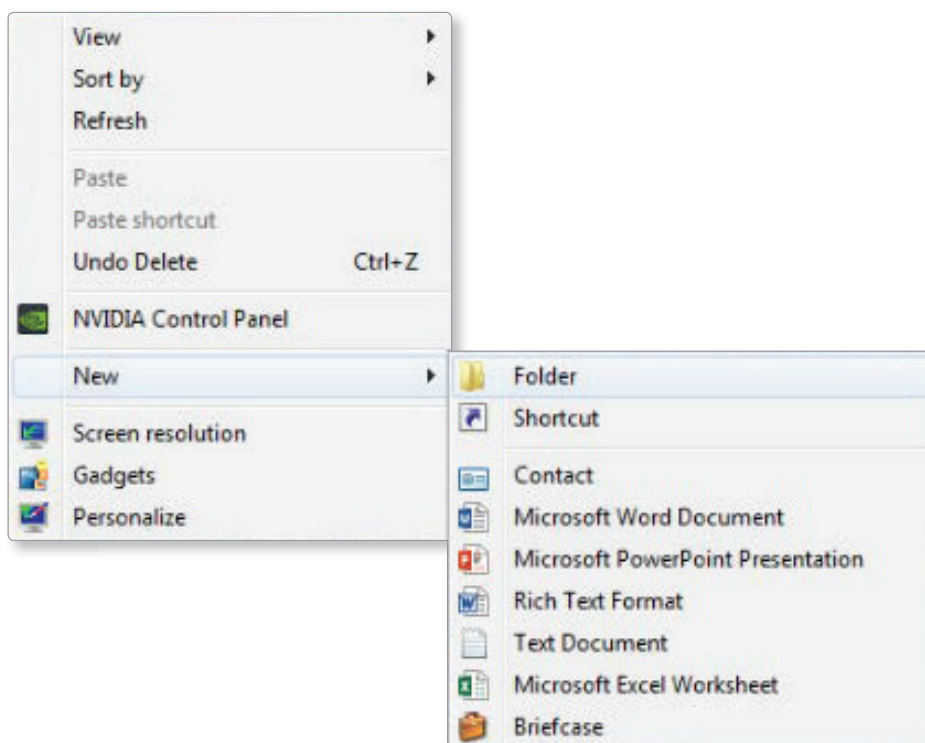 View
Sort by
Refresh
Paste
Paste shortcut
Undo Delete Ctrl+Z
NVIDIA Control Panel
New
Screen resolution
Gadgets
Personalize
Folder
Shortcut
Contact
Microsoft Word Document
Microsoft PowerPoint Presentation
Rich Text Format
Text Document
Microsoft Excel Worksheet
Briefcase